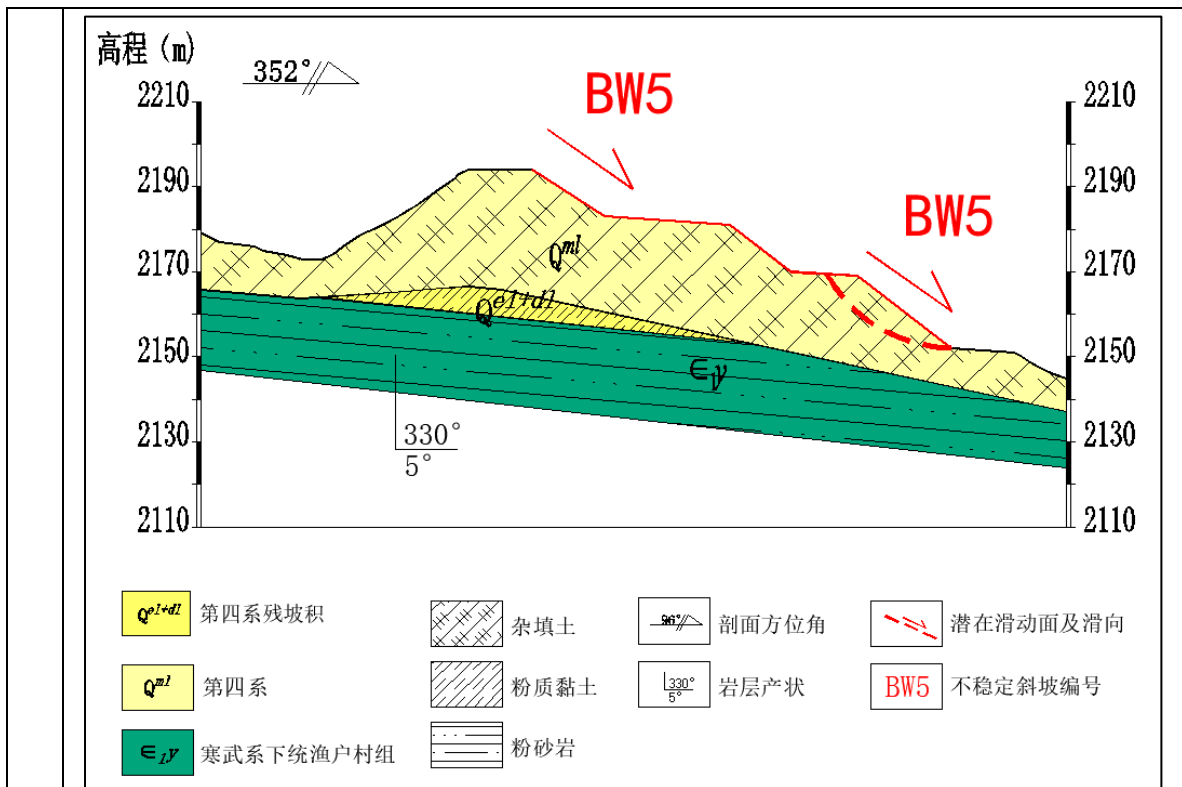 高程 (m)
352°
BW5
BW5
2210
2190
2170
2150
2130
2110
2210
2190
2170
2150
2130
2110
Q^ml
Q^el+dl
∈₁y
330°
5°
Q^el+dl 第四系残坡积
杂填土
96° 剖面方位角
潜在滑动面及滑向
Q^ml 第四系
粉质黏土
330°
5°
岩层产状
BW5 不稳定斜坡编号
∈₁y 寒武系下统渔户村组
粉砂岩